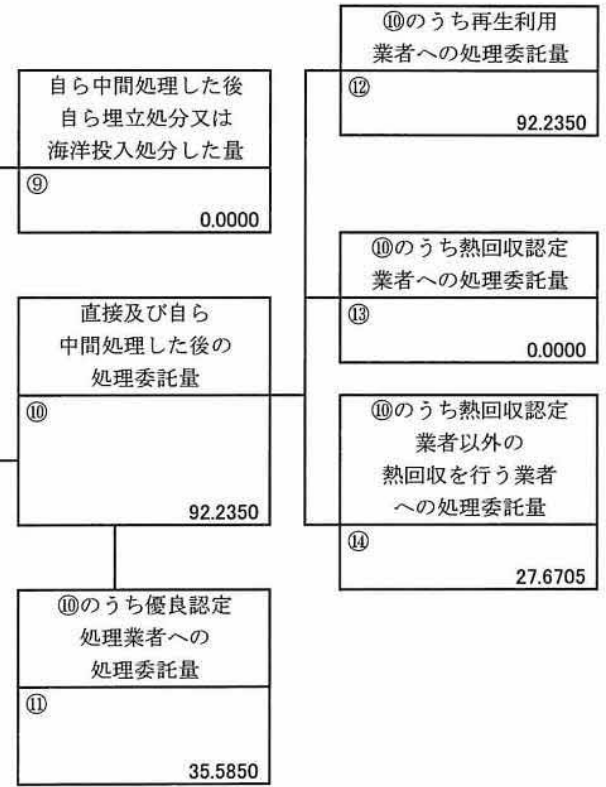 自ら中間処理した後
自ら埋立処分又は
海洋投入処分した量
⑨
0.0000
直接及び自ら
中間処理した後の
処理委託量
⑩
92.2350
⑩のうち優良認定
処理業者への
処理委託量
⑪
35.5850
⑩のうち再生利用
業者への処理委託量
⑫
92.2350
⑩のうち熱回収認定
業者への処理委託量
⑬
0.0000
⑩のうち熱回収認定
業者以外の
熱回収を行う業者
への処理委託量
⑭
27.6705